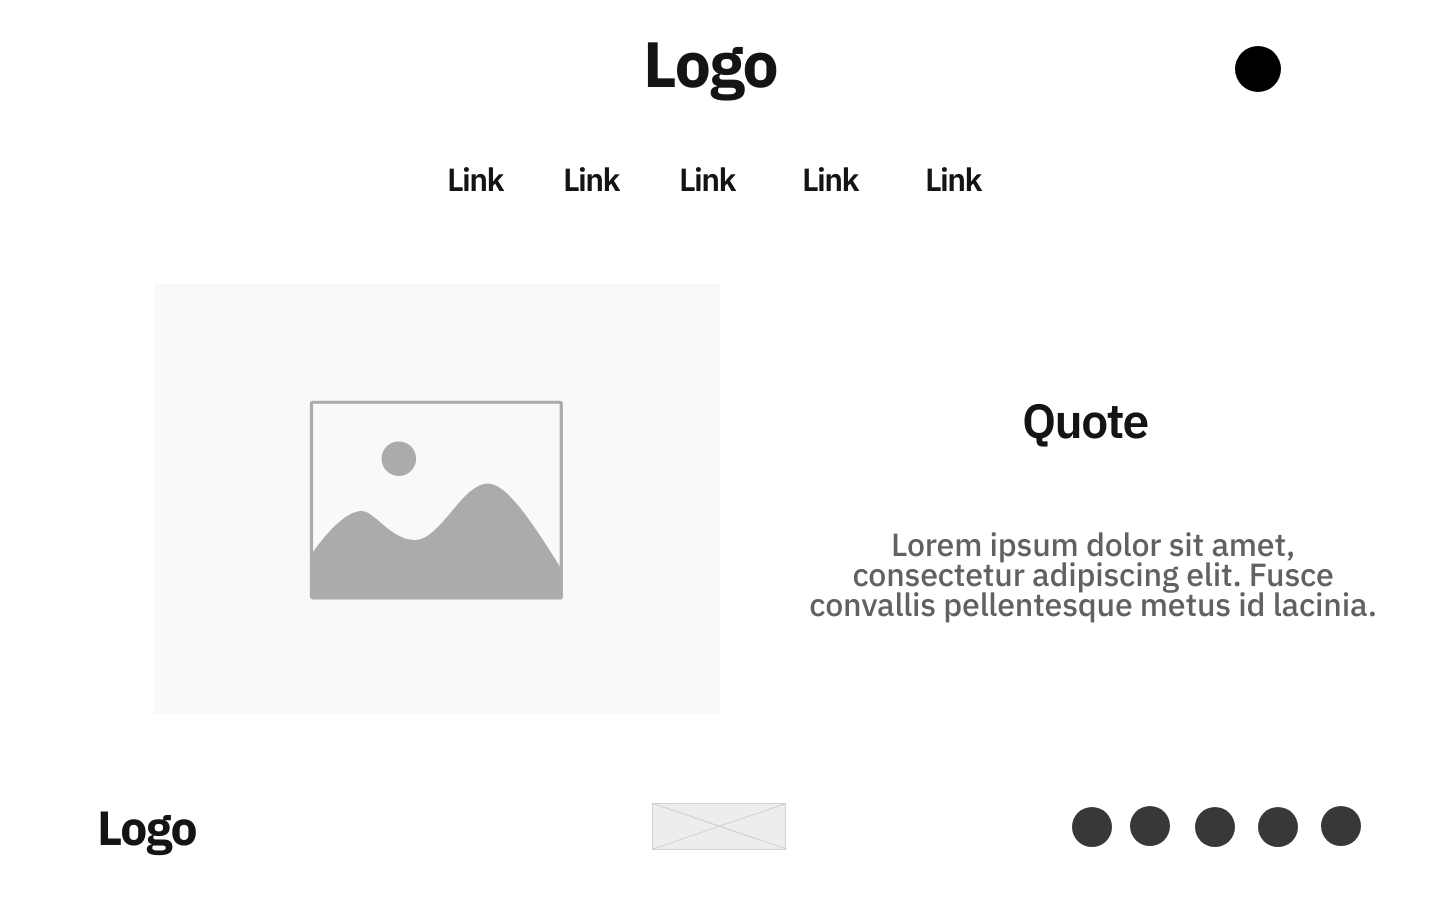 Logo
Link Link Link Link Link
Quote
Lorem ipsum dolor sit amet,
consectetur adipiscing elit. Fusce
convallis pellentesque metus id lacinia.
Logo